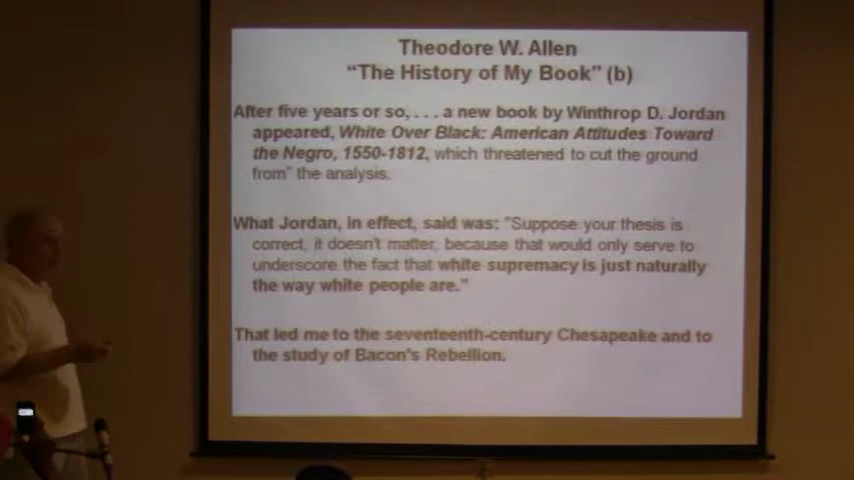 Theodore W. Allen
"The History of My Book" (b)
After five years or so, . . . a new book by Winthrop D. Jordan
appeared, White Over Black: American Attitudes Toward
the Negro, 1550-1812, which threatened to cut the ground
from" the analysis.
What Jordan, in effect, said was: "Suppose your thesis is
correct, it doesn't matter, because that would only serve to
underscore the fact that white supremacy is just naturally
the way white people are."
That led me to the seventeenth-century Chesapeake and to
the study of Bacon's Rebellion.